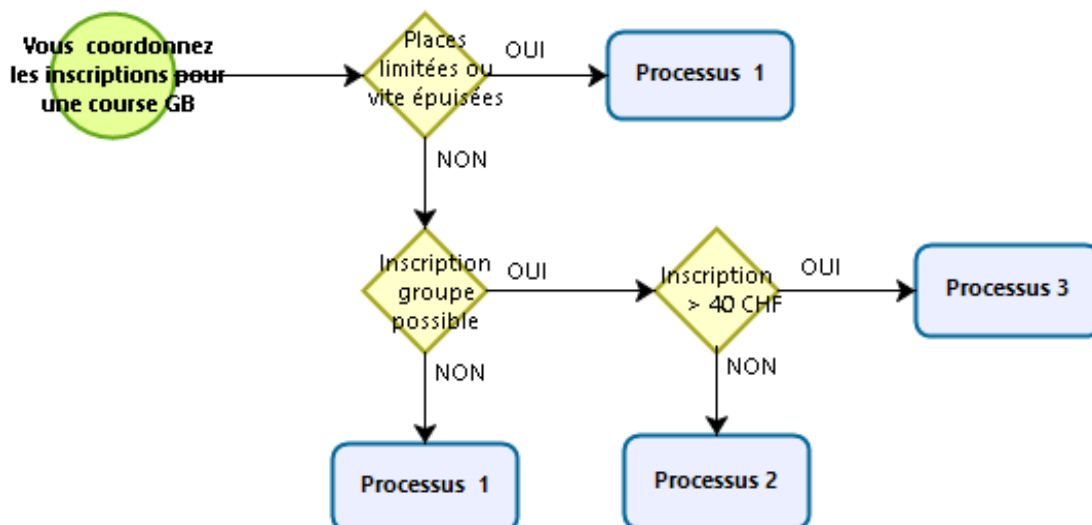 Vous coordonnez
les inscriptions pour
une course GB
Places
limitées ou
vite épuisées
OUI
Processus 1
NON
Inscription
groupe
possible
OUI
Inscription
> 40 CHF
OUI
Processus 3
NON
NON
Processus 1
Processus 2